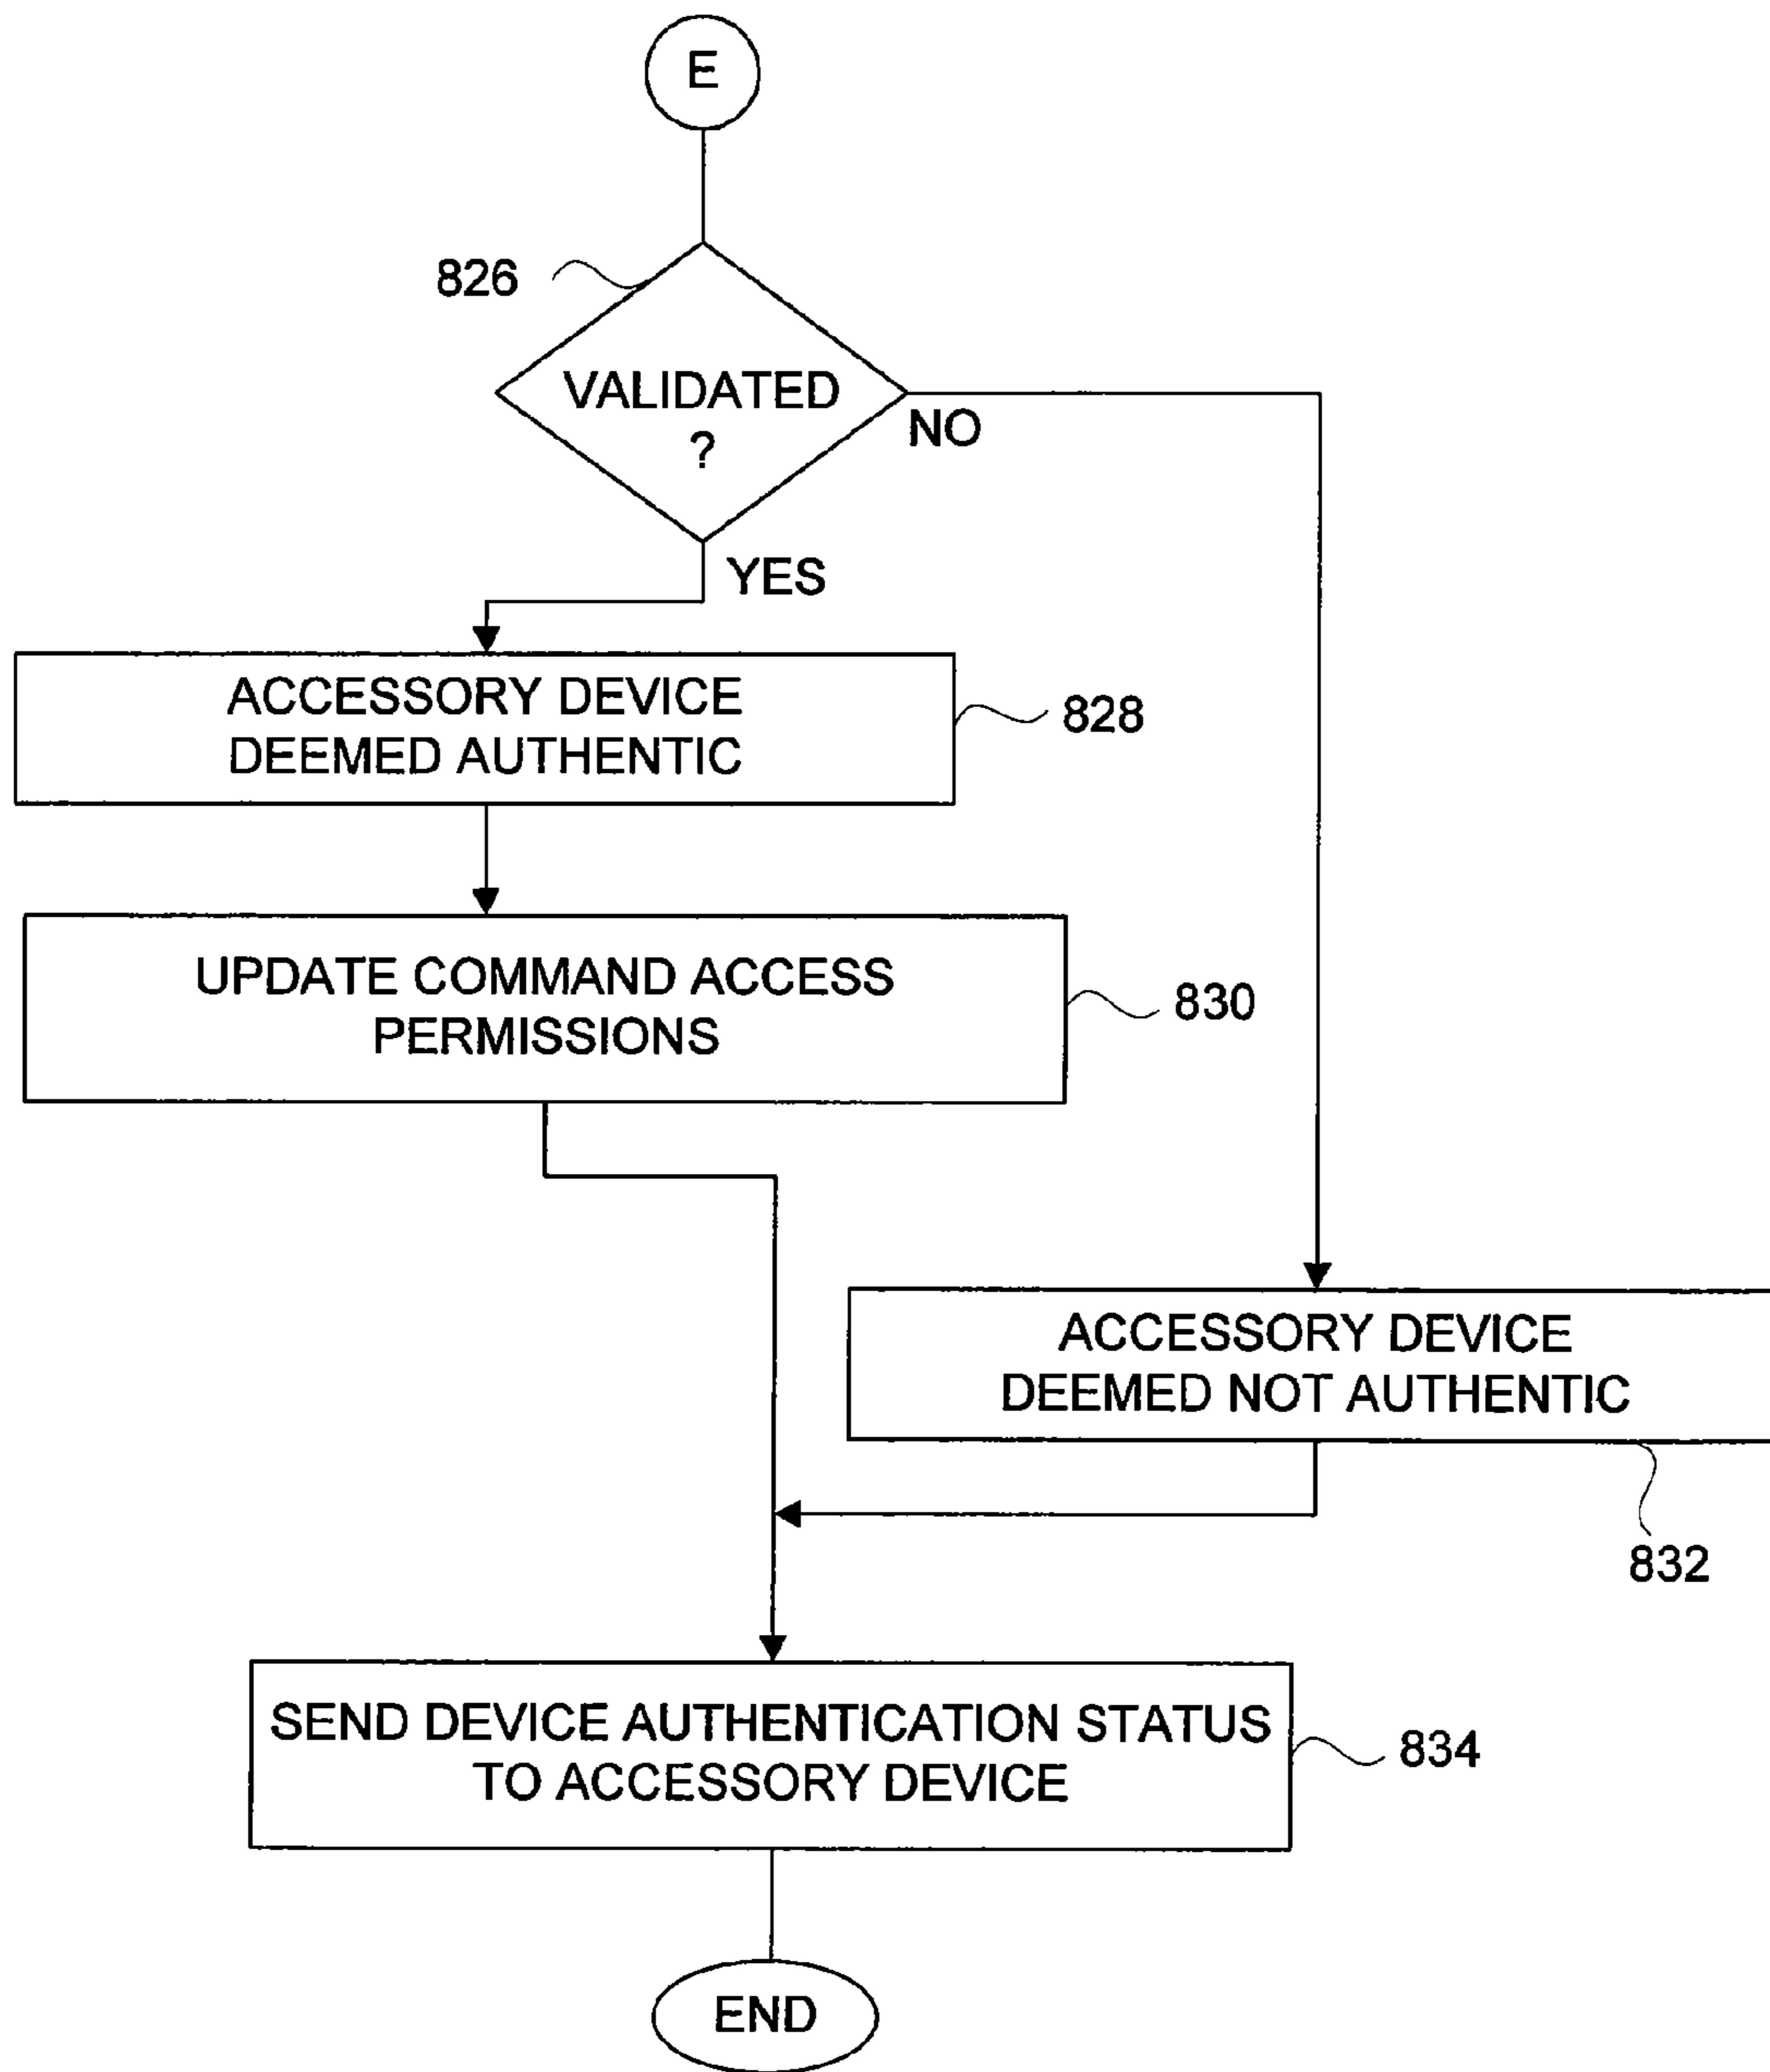 E
826
VALIDATED
?
NO
YES
ACCESSORY DEVICE
DEEMED AUTHENTIC
828
UPDATE COMMAND ACCESS
PERMISSIONS
830
ACCESSORY DEVICE
DEEMED NOT AUTHENTIC
832
SEND DEVICE AUTHENTICATION STATUS
TO ACCESSORY DEVICE
834
END